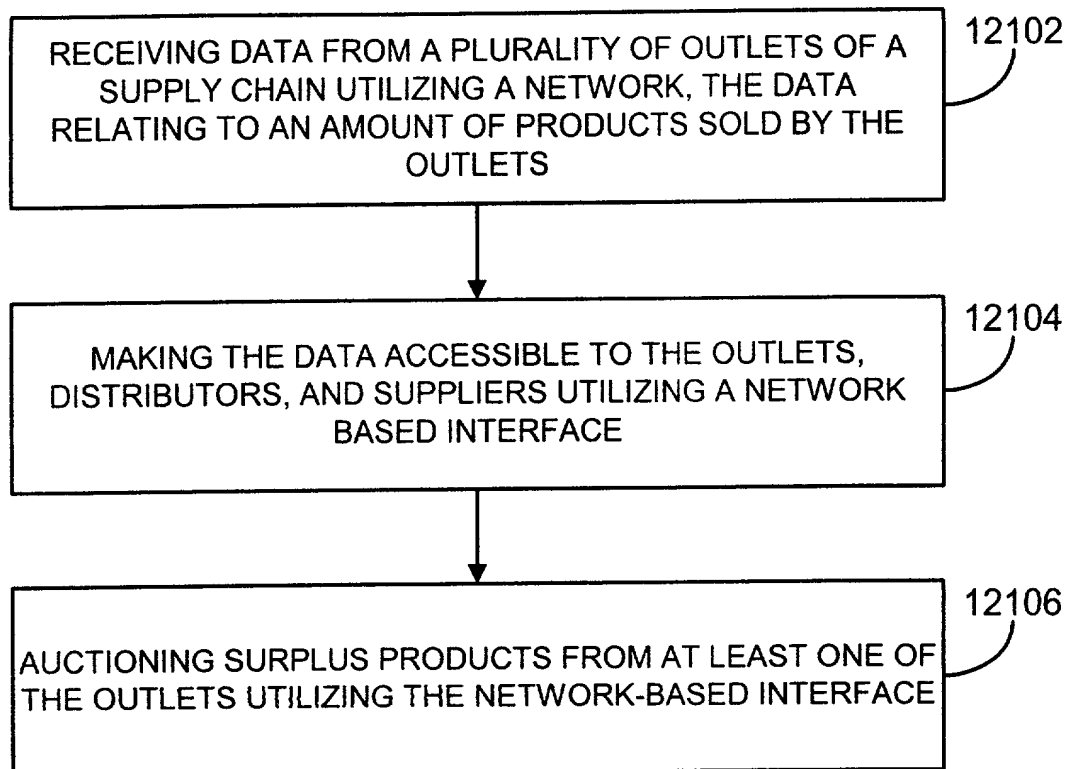 12102
RECEIVING DATA FROM A PLURALITY OF OUTLETS OF A
SUPPLY CHAIN UTILIZING A NETWORK, THE DATA
RELATING TO AN AMOUNT OF PRODUCTS SOLD BY THE
OUTLETS
12104
MAKING THE DATA ACCESSIBLE TO THE OUTLETS,
DISTRIBUTORS, AND SUPPLIERS UTILIZING A NETWORK
BASED INTERFACE
12106
AUCTIONING SURPLUS PRODUCTS FROM AT LEAST ONE OF
THE OUTLETS UTILIZING THE NETWORK-BASED INTERFACE